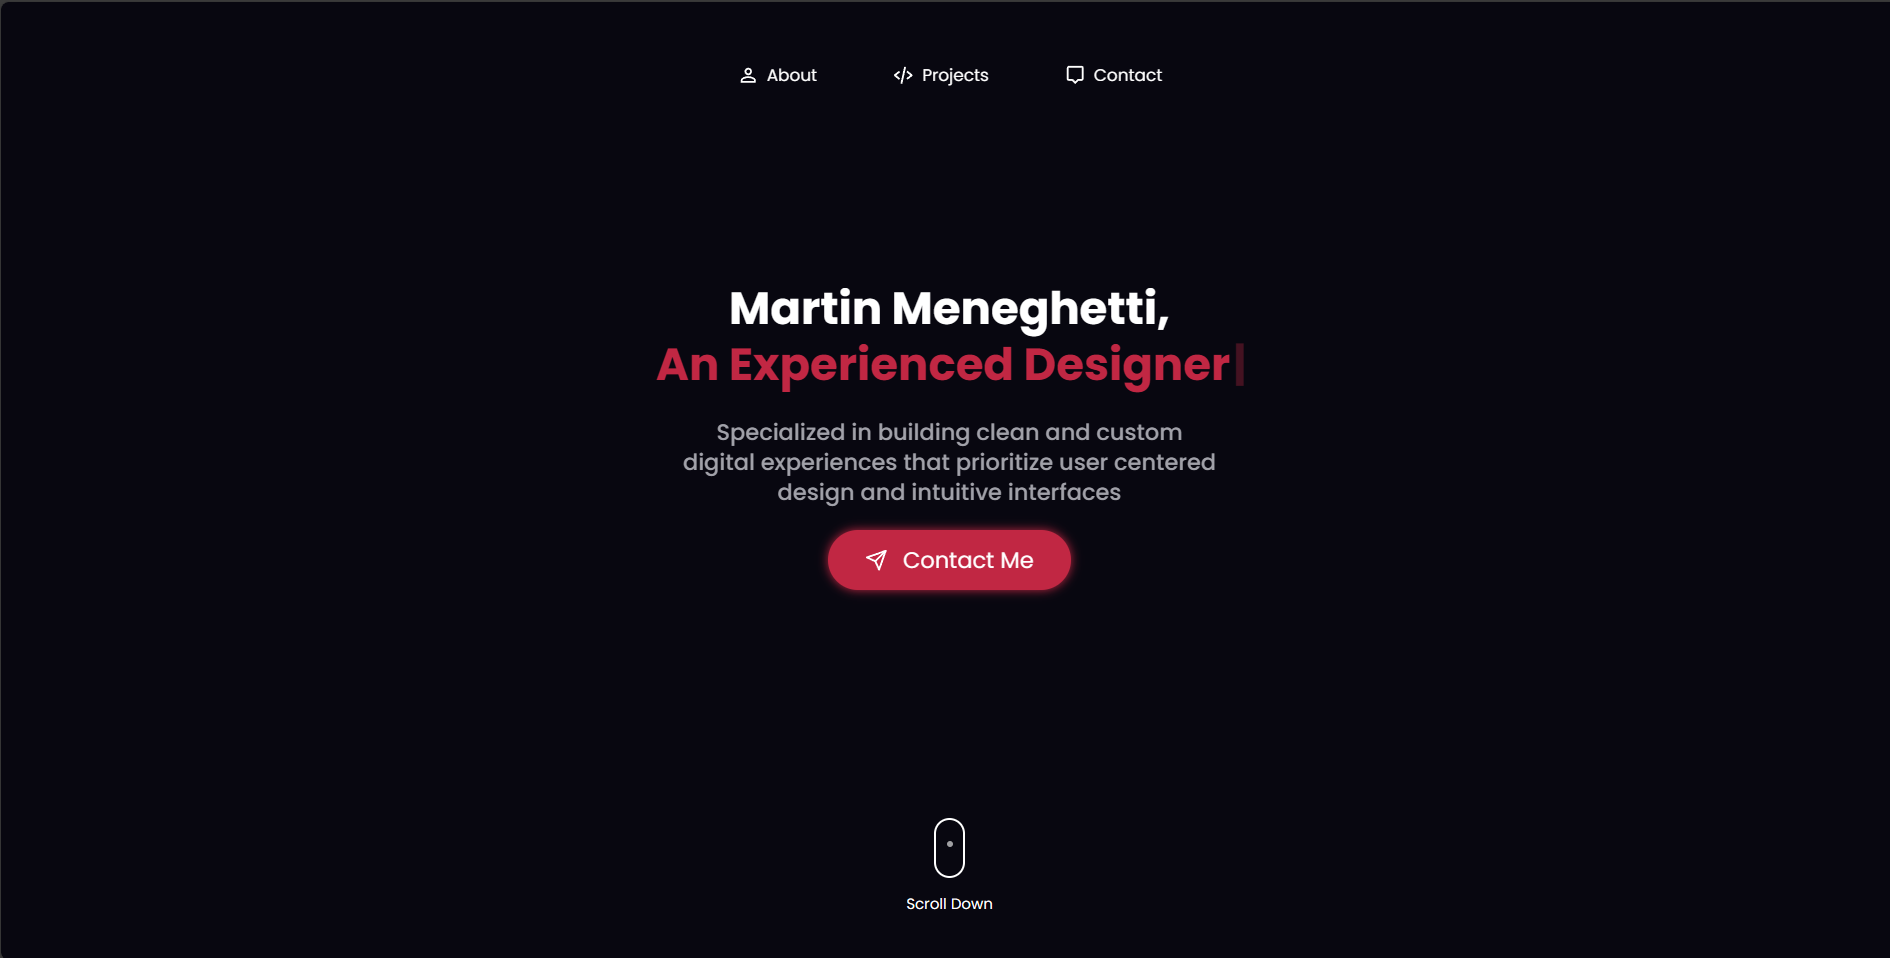 About
Projects
Contact
Martin Meneghetti,
An Experienced Designer
Specialized in building clean and custom
digital experiences that prioritize user centered
design and intuitive interfaces
Contact Me
Scroll Down